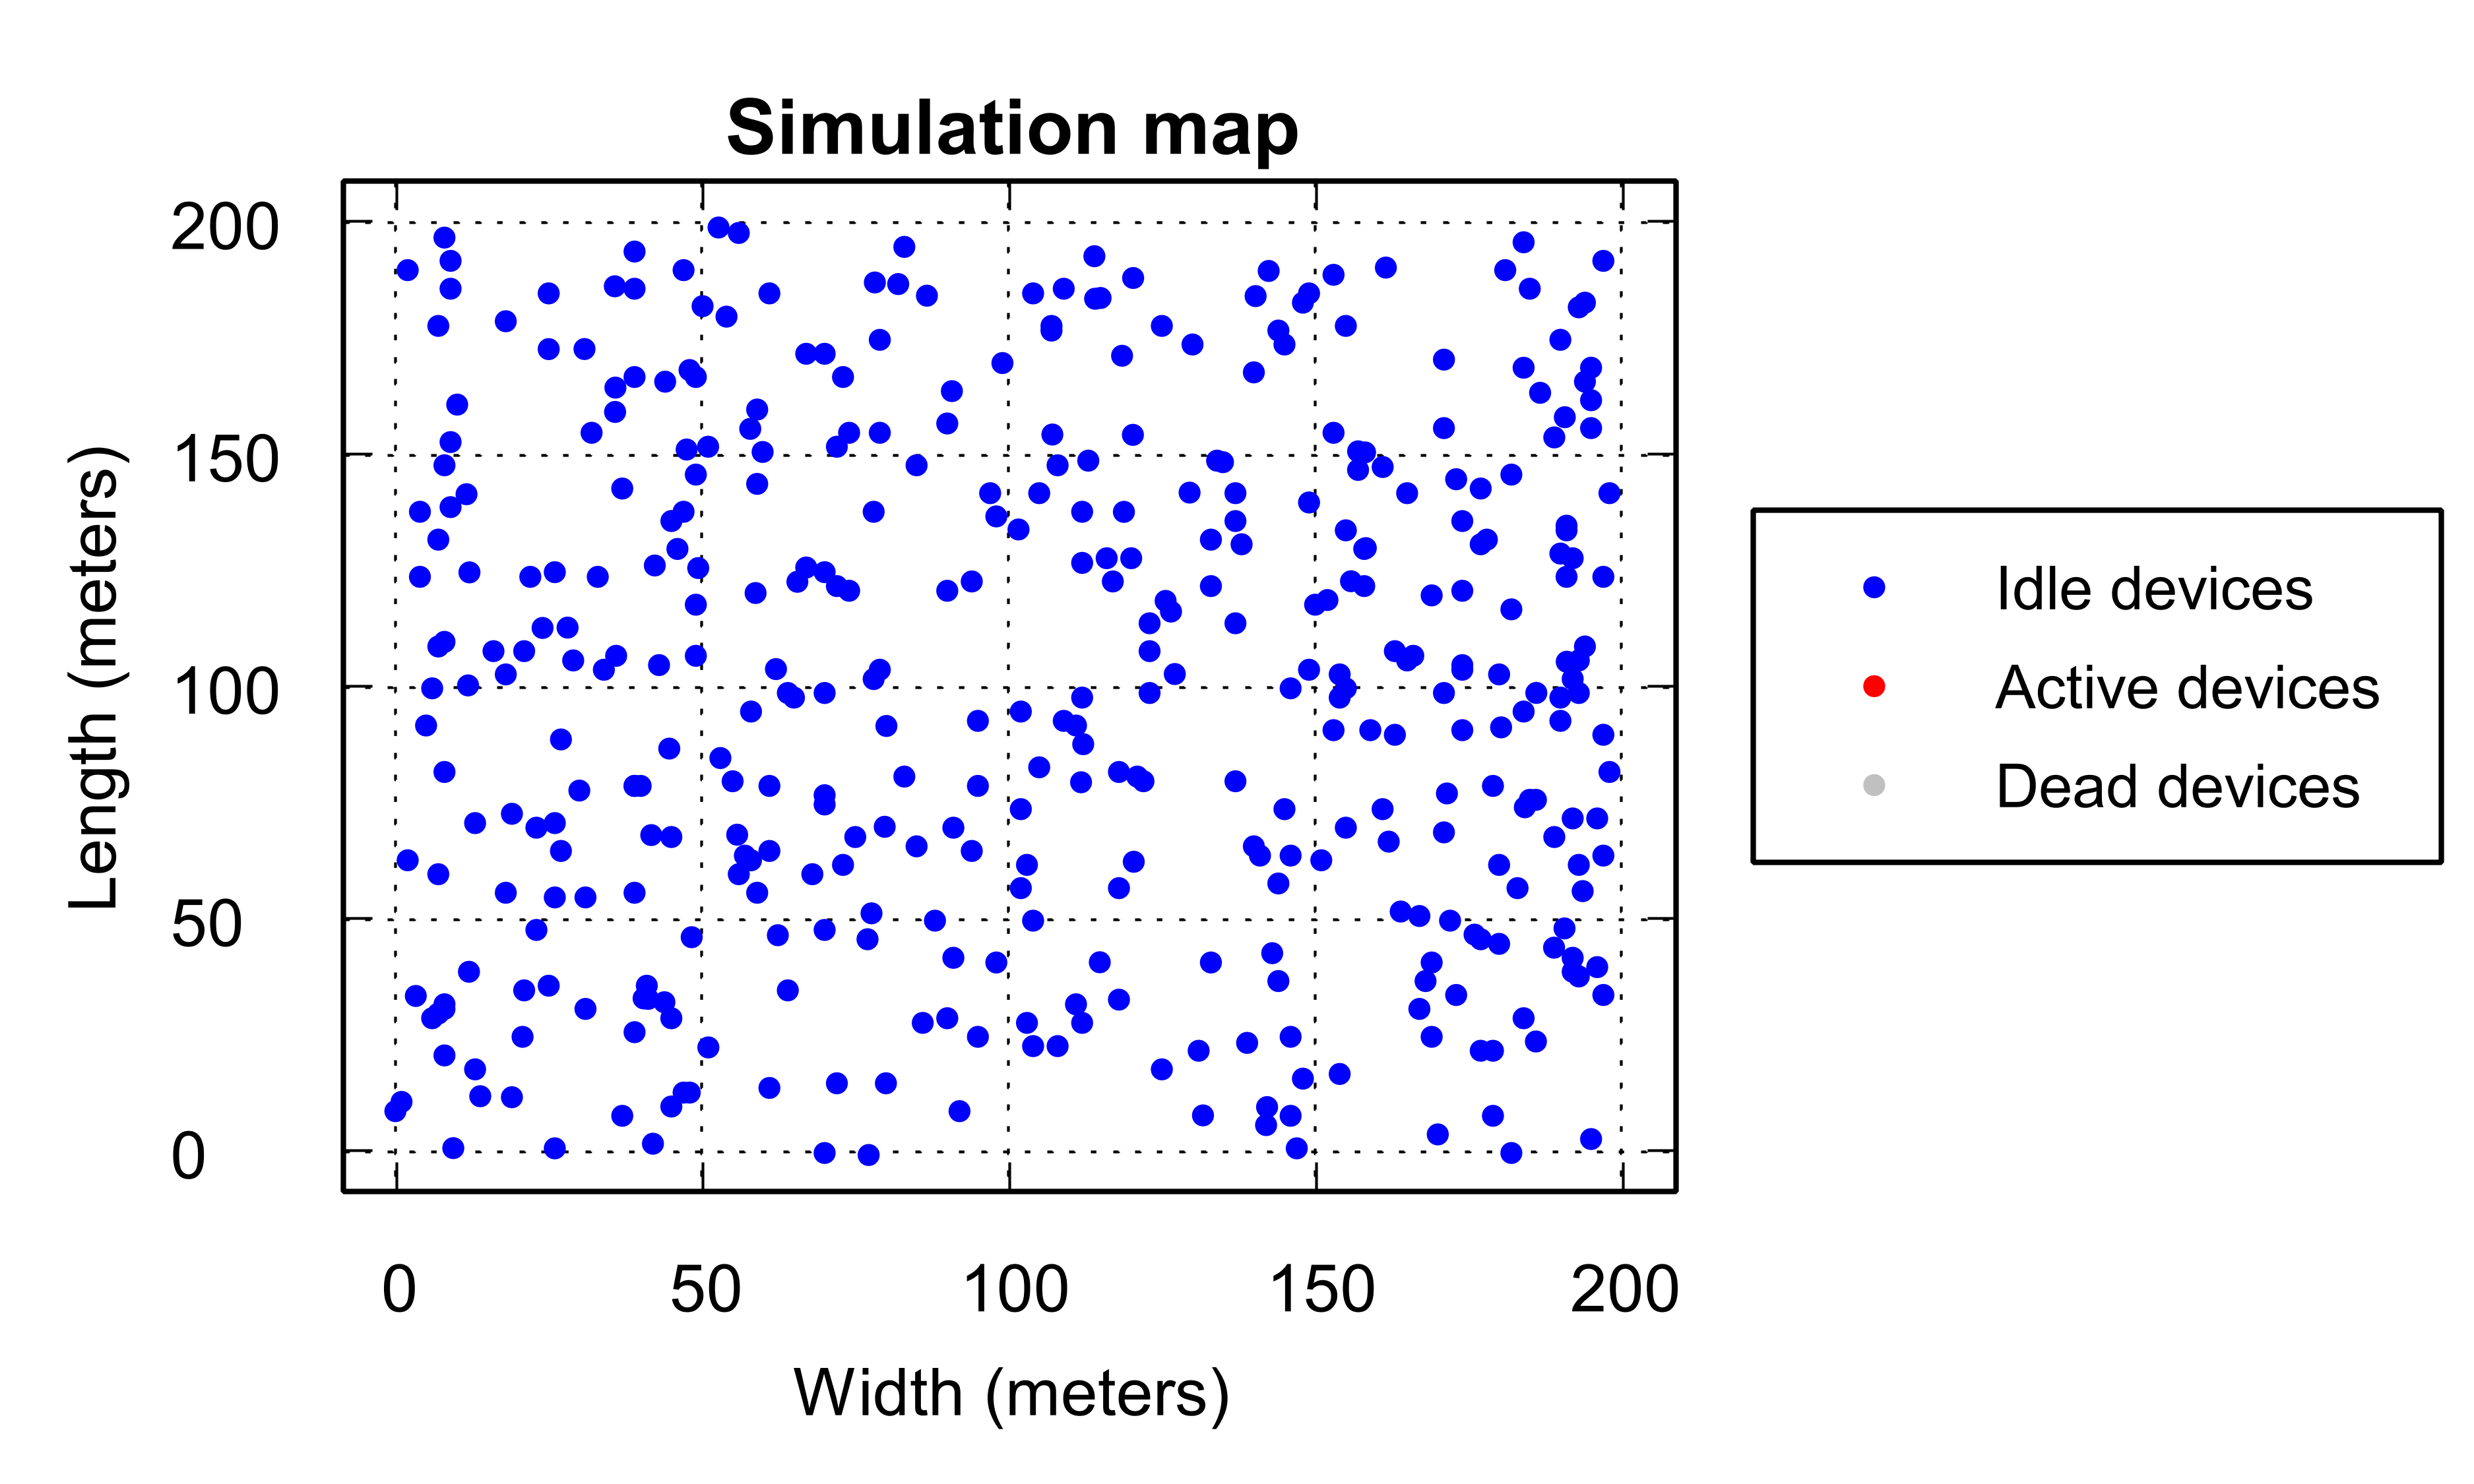 Simulation map
200
150
100
50
0
Length (meters)
0 50 100 150 200
Width (meters)
Idle devices
Active devices
Dead devices